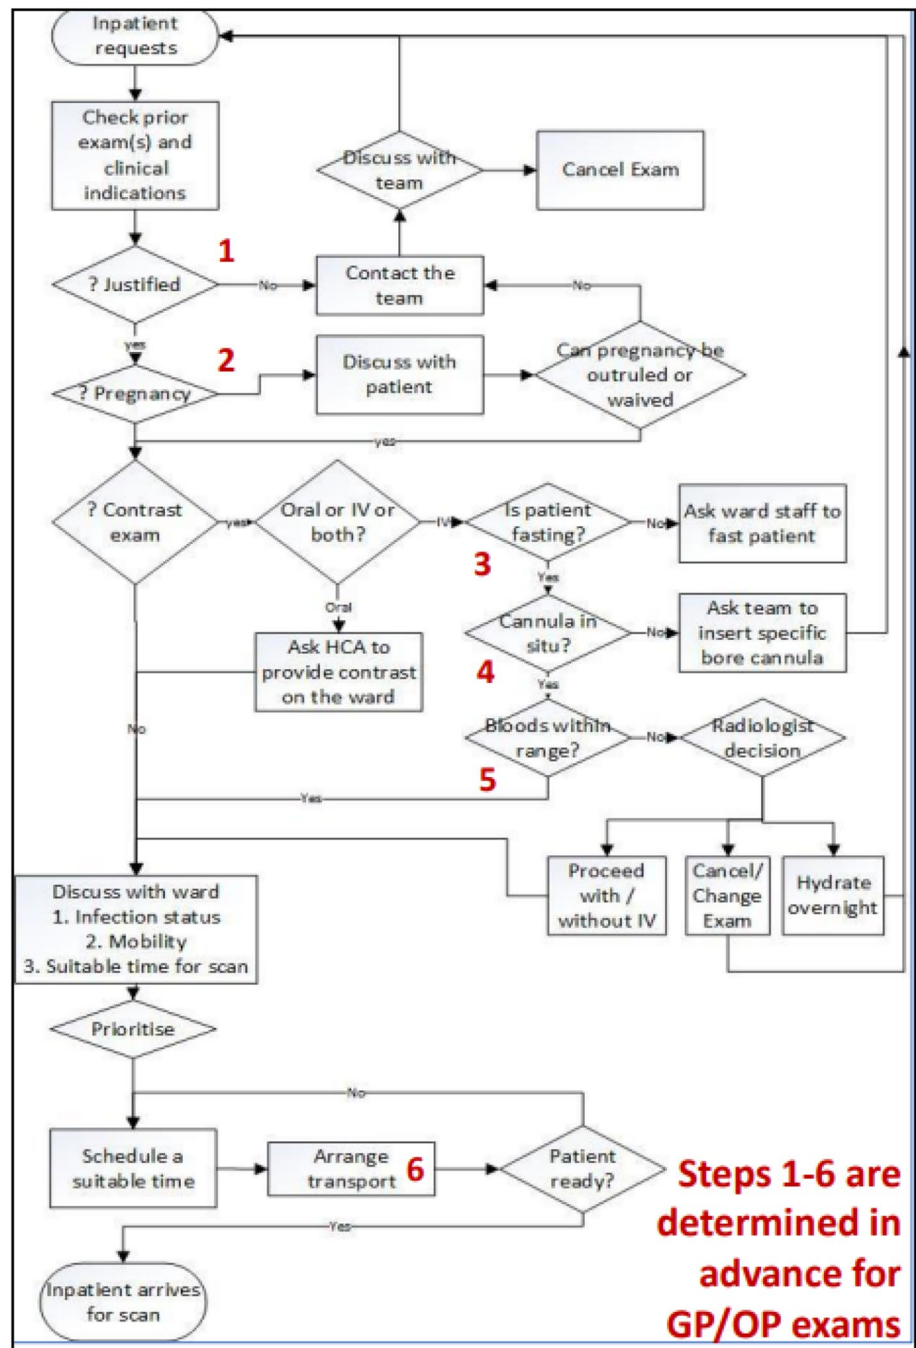 Inpatient
requests
Check prior
exam(s) and
clinical
indications
Discuss with
team
Cancel Exam
1
? Justified
No
Contact the
team
No
yes
2
? Pregnancy
Discuss with
patient
Can pregnancy be
outruled or
waived
yes
? Contrast
exam
yes
Oral or IV or
both?
IV
Is patient
fasting?
No
Ask ward staff to
fast patient
3
Yes
Oral
Ask HCA to
provide contrast
on the ward
Cannula in
situ?
No
Ask team to
insert specific
bore cannula
4
Yes
No
Bloods within
range?
No
Radiologist
decision
5
Yes
Proceed
with /
without IV
Cancel/
Change
Exam
Hydrate
overnight
Discuss with ward
1. Infection status
2. Mobility
3. Suitable time for scan
Prioritise
No
Schedule a
suitable time
Arrange
transport
6
Patient
ready?
Yes
Inpatient arrives
for scan
Steps 1-6 are
determined in
advance for
GP/OP exams